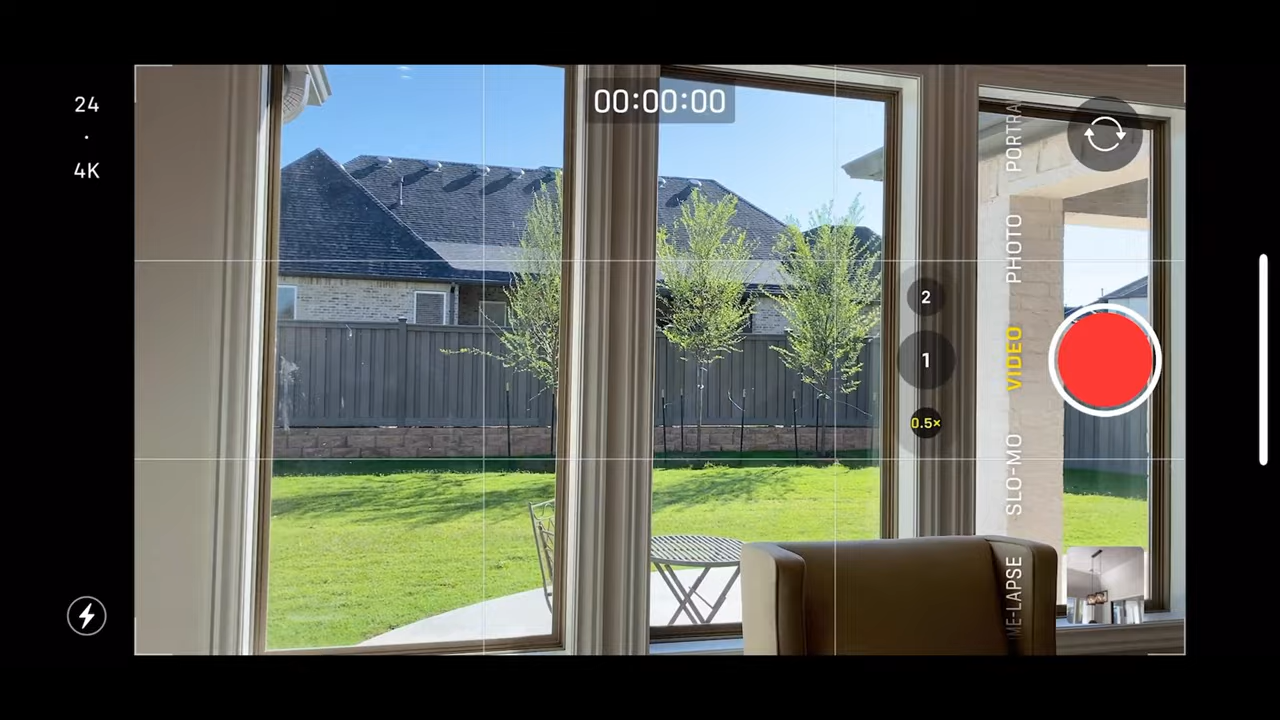 24
·
4K
00:00:00
2
1
0.5×
PORTRA
PHOTO
VIDEO
SLO-MO
ME-LAPSE